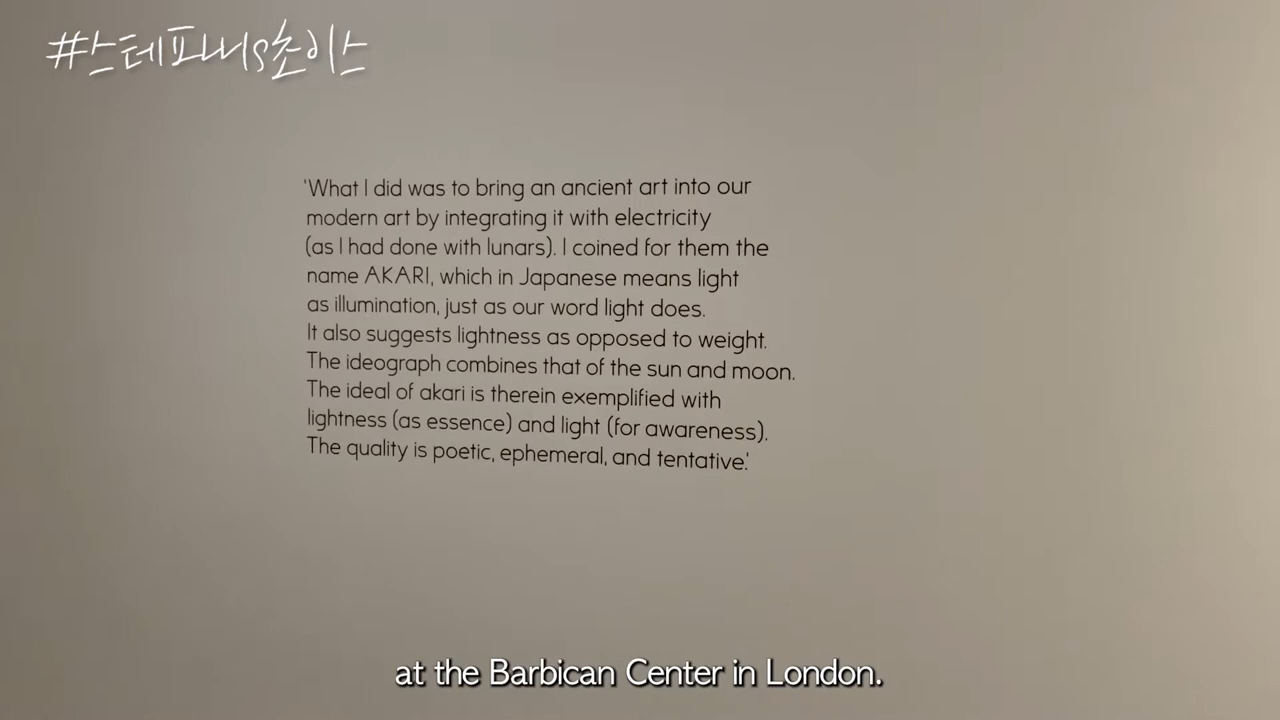 #스테파니s초이스
'What I did was to bring an ancient art into our
modern art by integrating it with electricity
(as I had done with lunars). I coined for them the
name AKARI, which in Japanese means light
as illumination, just as our word light does.
It also suggests lightness as opposed to weight.
The ideograph combines that of the sun and moon.
The ideal of akari is therein exemplified with
lightness (as essence) and light (for awareness).
The quality is poetic, ephemeral, and tentative.'
at the Barbican Center in London.